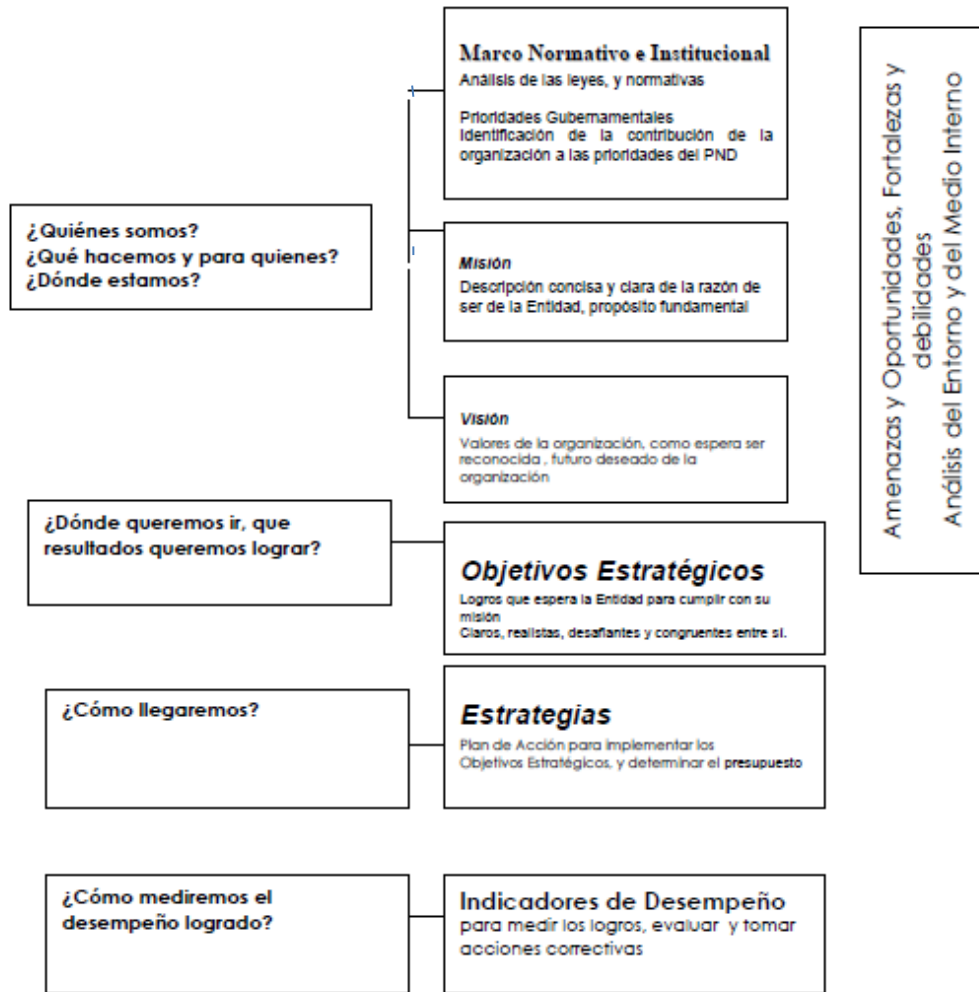 Marco Normativo e Institucional
Análisis de las leyes, y normativas
Prioridades Gubernamentales
Identificación de la contribución de la
organización a las prioridades del PND
¿Quiénes somos?
¿Qué hacemos y para quienes?
¿Dónde estamos?
Misión
Descripción concisa y clara de la razón de
ser de la Entidad, propósito fundamental
Visión
Valores de la organización, como espera ser
reconocida , futuro deseado de la
organización
¿Dónde queremos ir, que
resultados queremos lograr?
Objetivos Estratégicos
Logros que espera la Entidad para cumplir con su
misión
Claros, realistas, desafiantes y congruentes entre sí.
¿Cómo llegaremos?
Estrategias
Plan de Acción para implementar los
Objetivos Estratégicos, y determinar el presupuesto
¿Cómo mediremos el
desempeño logrado?
Indicadores de Desempeño
para medir los logros, evaluar y tomar
acciones correctivas
Amenazas y Oportunidades, Fortalezas y
debilidades
Análisis del Entorno y del Medio Interno